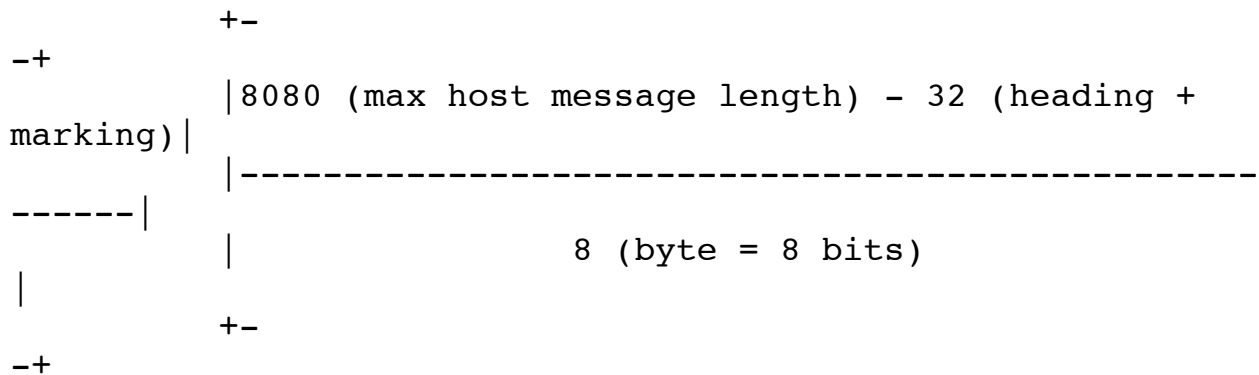 +-
-+
|8080 (max host message length) - 32 (heading +
marking)|
|-------------------------------------------------
------|
| 8 (byte = 8 bits)
|
+-
-+